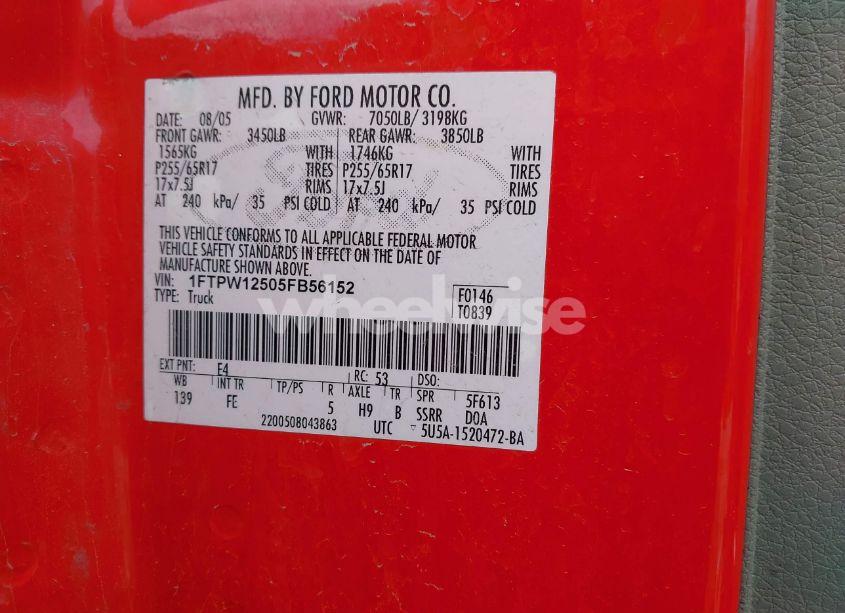 MFD. BY FORD MOTOR CO.
DATE: 08/05 GVWR: 7050LB/ 3198KG
FRONT GAWR: 3450LB REAR GAWR: 3850LB
1565KG WITH 1746KG WITH
P255/65R17 TIRES P255/65R17 TIRES
17x7.5J RIMS 17x7.5J RIMS
AT 240 kPa/ 35 PSI COLD AT 240 kPa/ 35 PSI COLD
THIS VEHICLE CONFORMS TO ALL APPLICABLE FEDERAL MOTOR
VEHICLE SAFETY STANDARDS IN EFFECT ON THE DATE OF
MANUFACTURE SHOWN ABOVE.
VIN: 1FTPW12505FB56152
TYPE: Truck
F0146
T0839
wheelwise
EXT PNT: E4 RC: 53 DSO:
WB INT TR TP/PS R AXLE TR SPR 5F613
139 FE 5 H9 B SSRR DOA
2200508043863 UTC 5U5A-1520472-BA